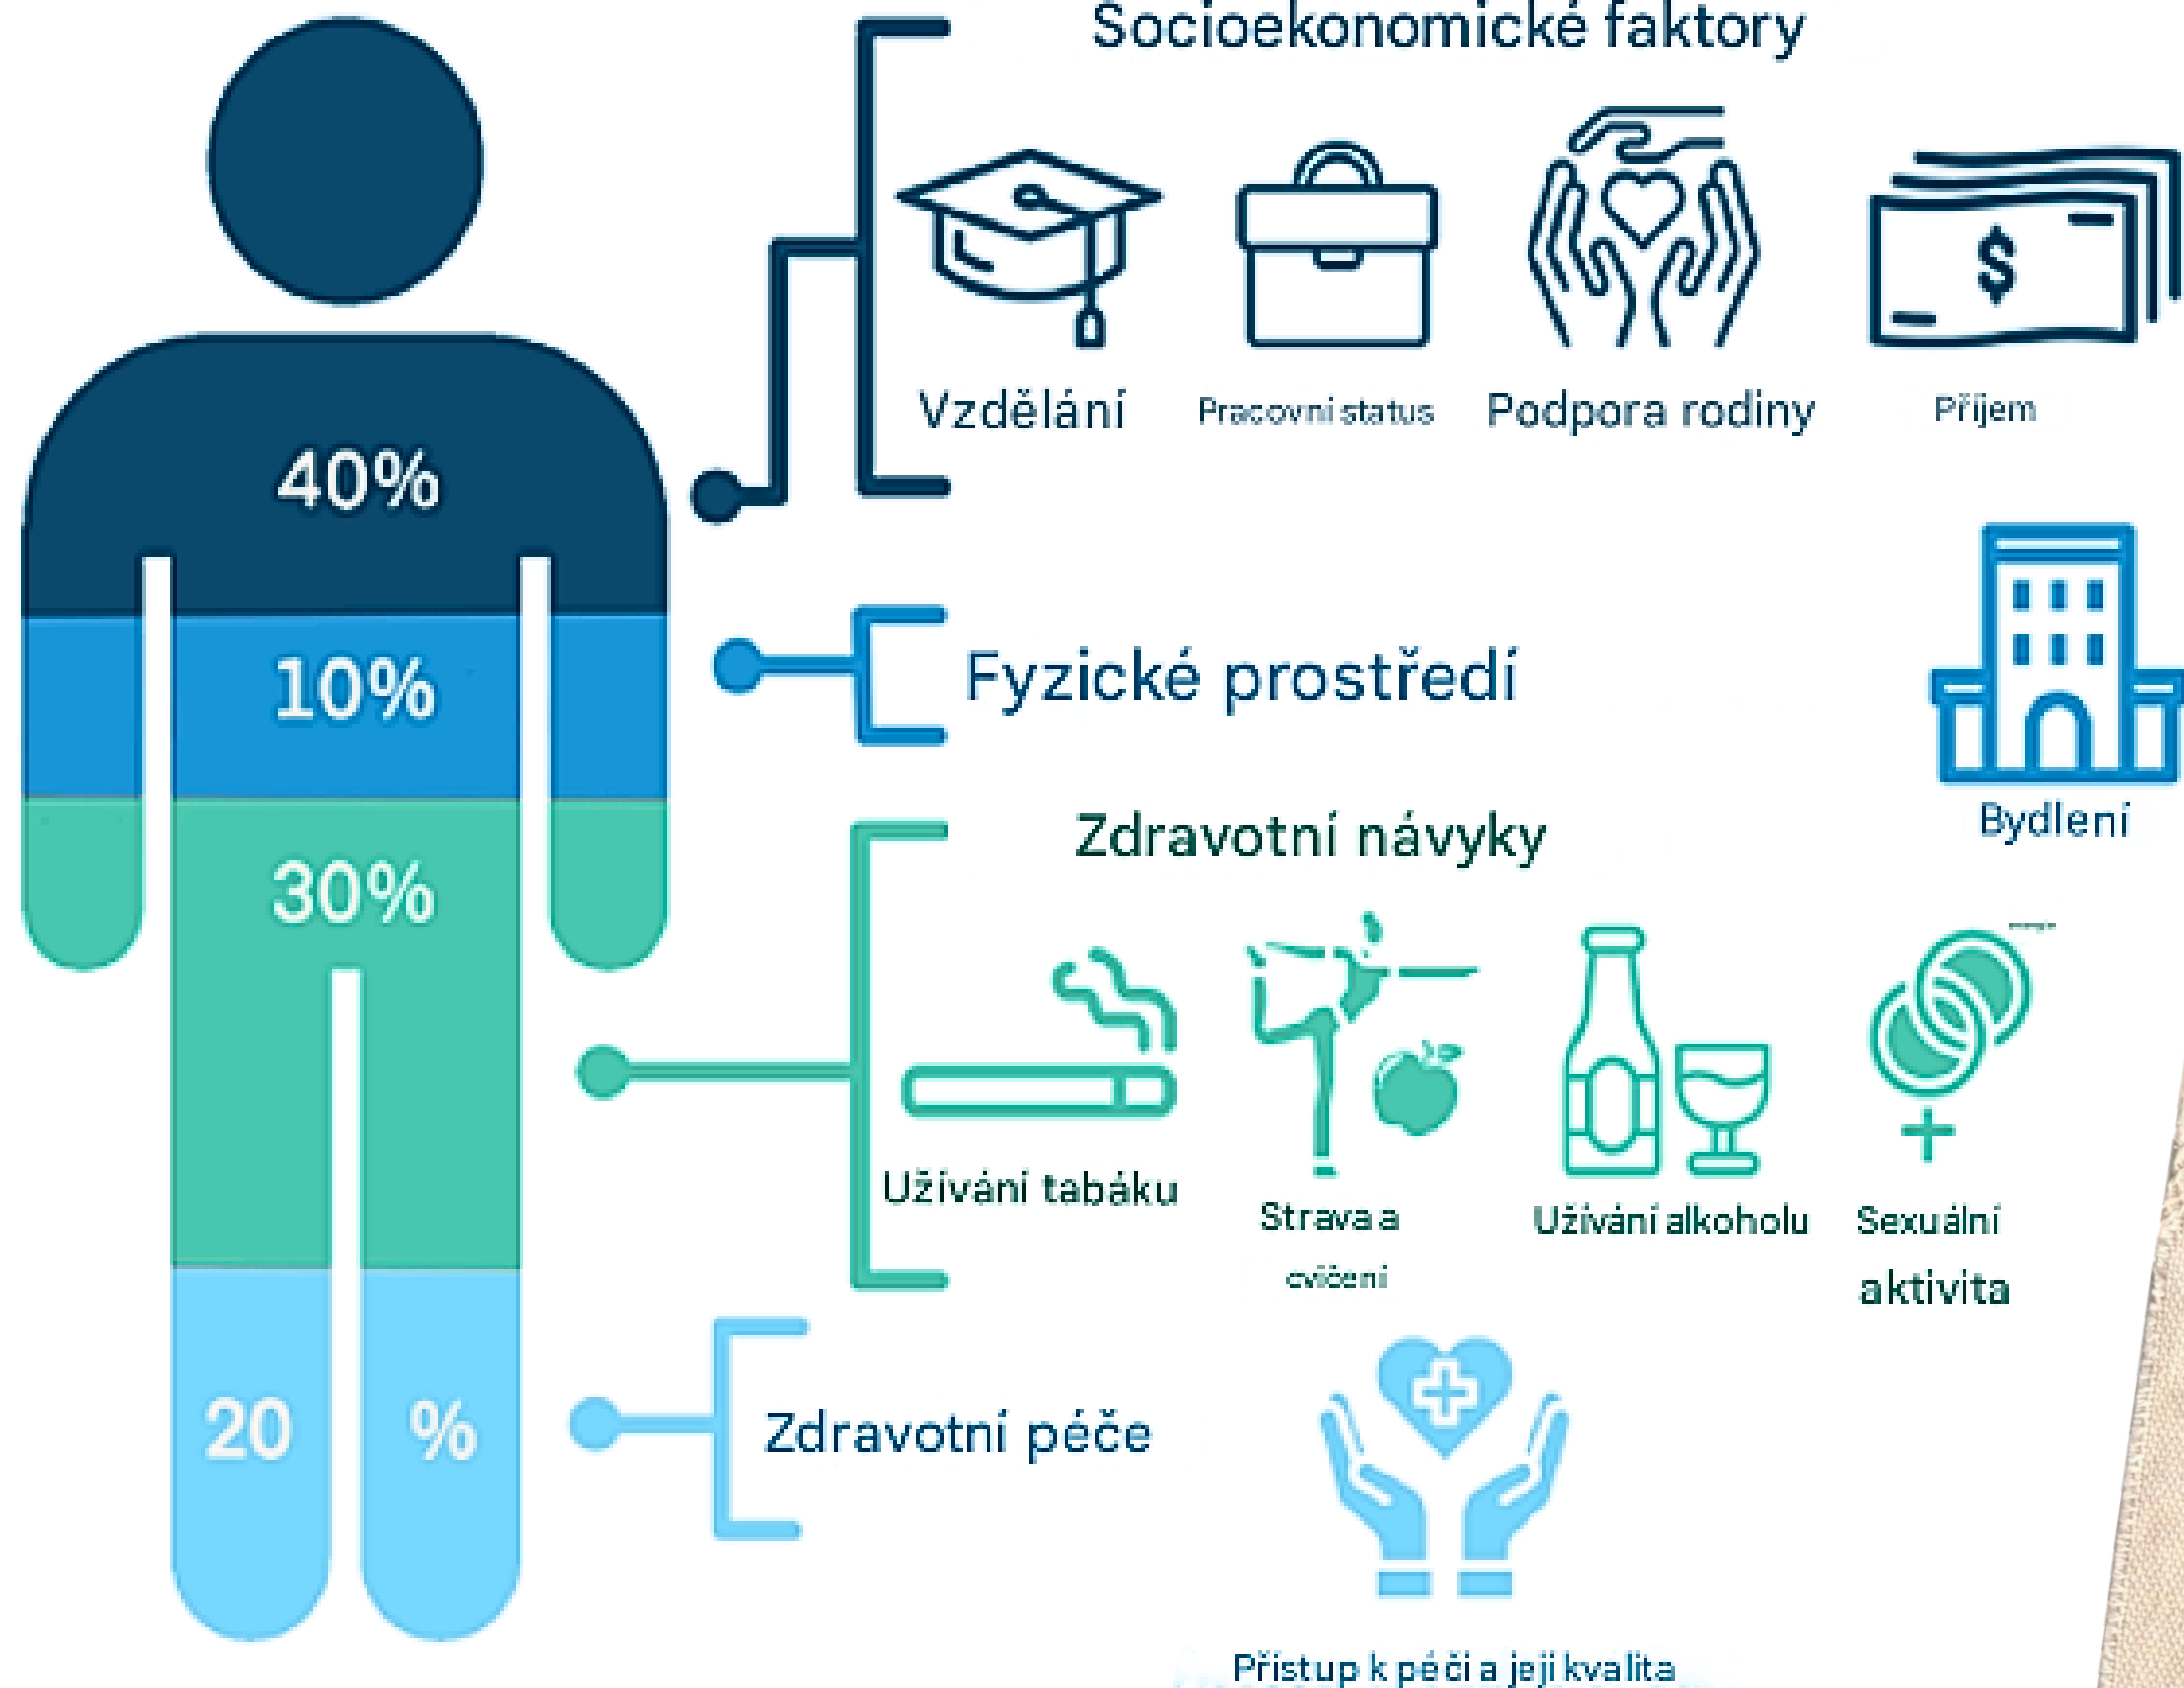 Socioekonomické faktory
Vzdělání
Pracovní status
Podpora rodiny
Příjem
40%
10%
Fyzické prostředí
Bydlení
30%
Zdravotní návyky
Užívání tabáku
Strava a
cvičení
Užívání alkoholu
Sexuální
aktivita
20 %
Zdravotní péče
Přístup k péči a její kvalita